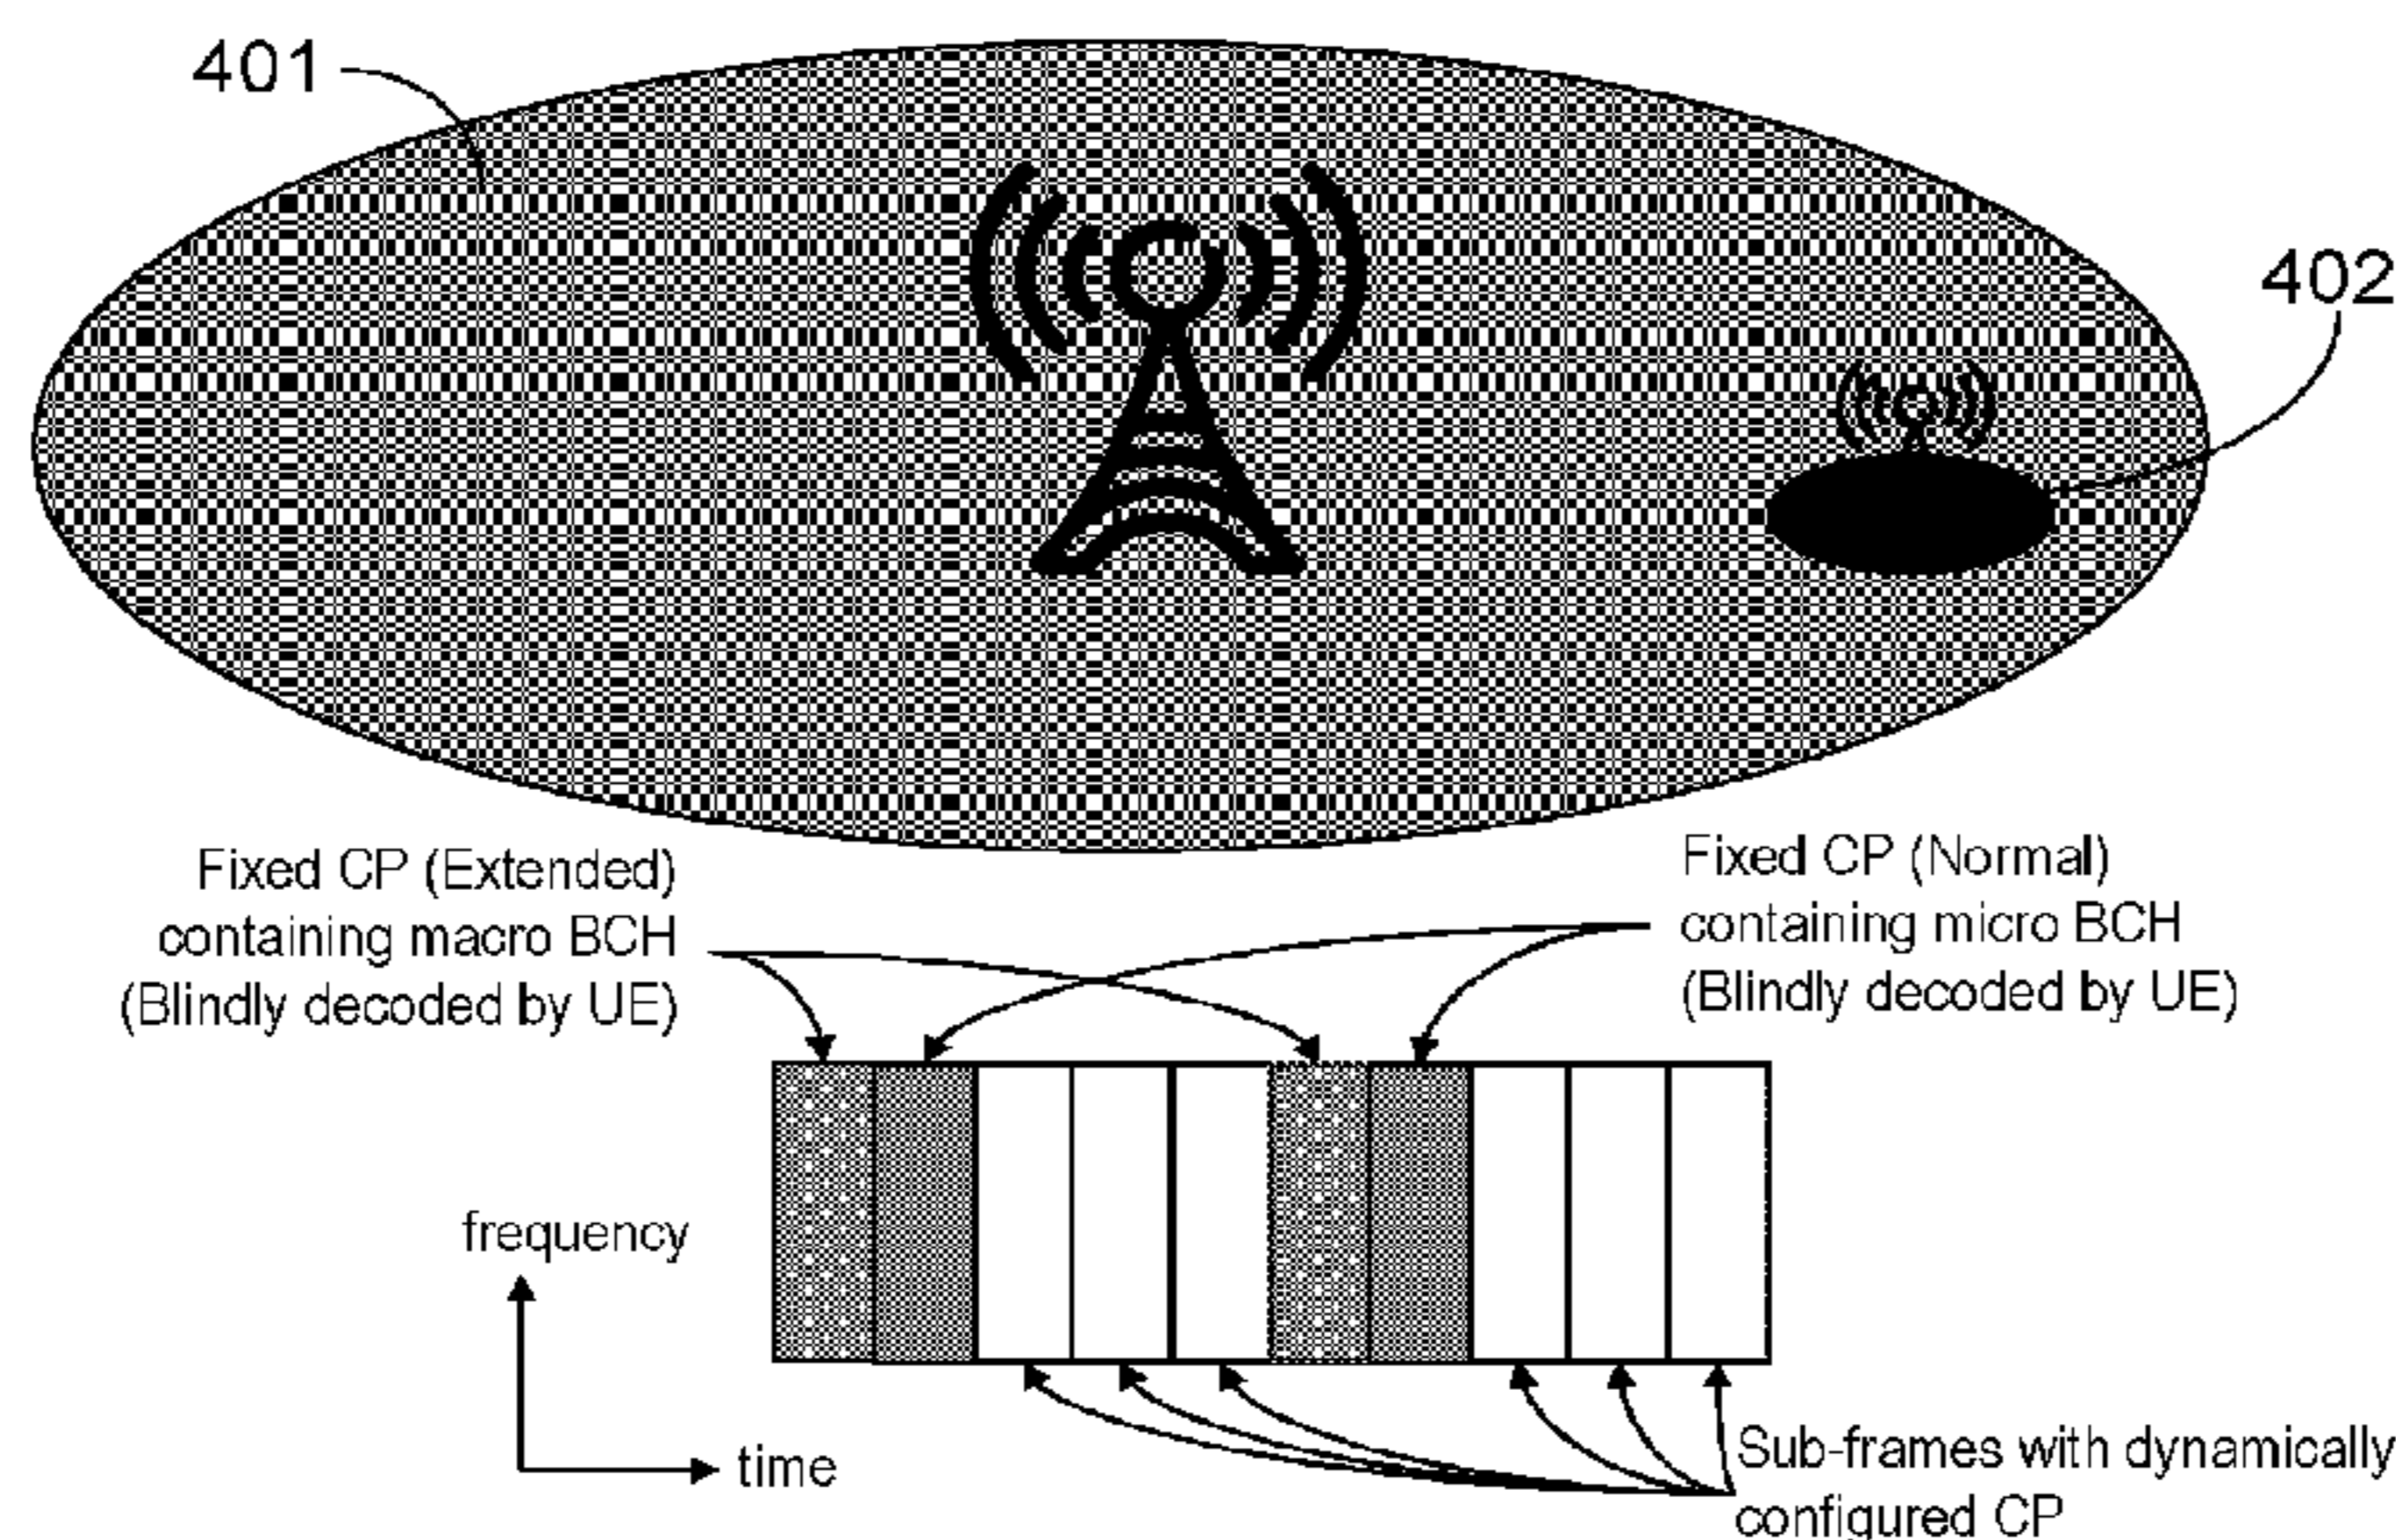 401
402
Fixed CP (Extended)
containing macro BCH
(Blindly decoded by UE)
Fixed CP (Normal)
containing micro BCH
(Blindly decoded by UE)
frequency
time
Sub-frames with dynamically
configured CP